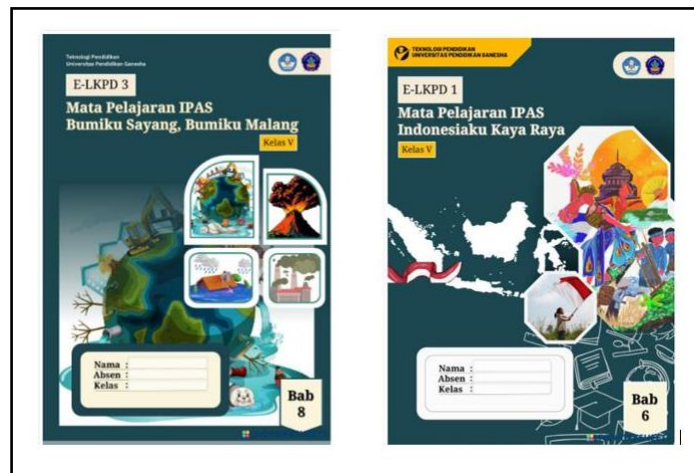 Teknologi Pendidikan
Universitas Pendidikan Ganesha
E-LKPD 3
Mata Pelajaran IPAS
Bumiku Sayang, Bumiku Malang
Kelas V
Nama :
Absen :
Kelas :
Bab
8
TEKNOLOGI PENDIDIKAN
UNIVERSITAS PENDIDIKAN GANESHA
E-LKPD 1
Mata Pelajaran IPAS
Indonesiaku Kaya Raya
Kelas V
Nama :
Absen :
Kelas :
Bab
6